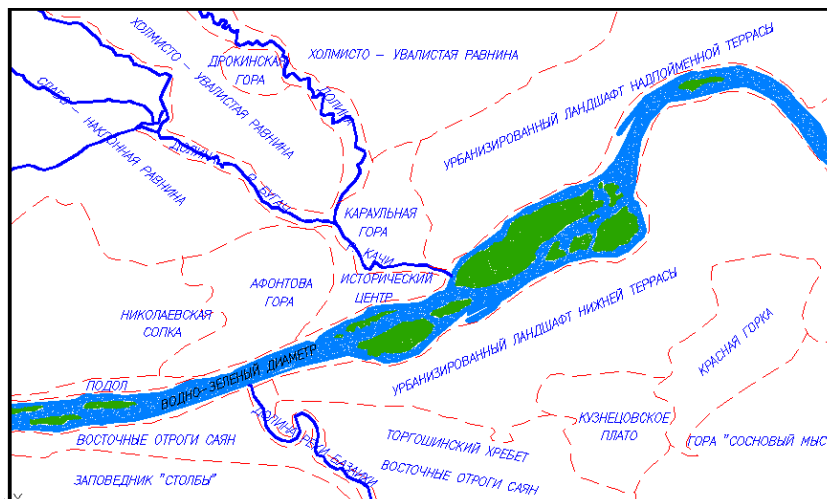 ХОЛМИСТО – УВАЛИСТАЯ РАВНИНА
ДРОКИНСКАЯ
ГОРА
ХОЛМИСТО – УВАЛИСТАЯ РАВНИНА
ДОЛИНА
УРБАНИЗИРОВАННЫЙ ЛАНДШАФТ НАДПОЙМЕННОЙ ТЕРРАСЫ
СЛАБО – НАКЛОННАЯ РАВНИНА
ДОЛИНА
Р. БУГАЧ
КАРАУЛЬНАЯ
ГОРА
КАЧИ
ИСТОРИЧЕСКИЙ
ЦЕНТР
АФОНТОВА
ГОРА
НИКОЛАЕВСКАЯ
СОПКА
УРБАНИЗИРОВАННЫЙ ЛАНДШАФТ НИЖНЕЙ ТЕРРАСЫ
КРАСНАЯ ГОРКА
ПОДОЛ
ВОДНО-ЗЕЛЕНЫЙ ДИАМЕТР
КУЗНЕЦОВСКОЕ
ПЛАТО
ГОРА "СОСНОВЫЙ МЫС
ВОСТОЧНЫЕ ОТРОГИ САЯН
ДОЛИНА РЕКИ БАЗАИХИ
ТОРГОШИНСКИЙ ХРЕБЕТ
ВОСТОЧНЫЕ ОТРОГИ САЯН
ЗАПОВЕДНИК "СТОЛБЫ"